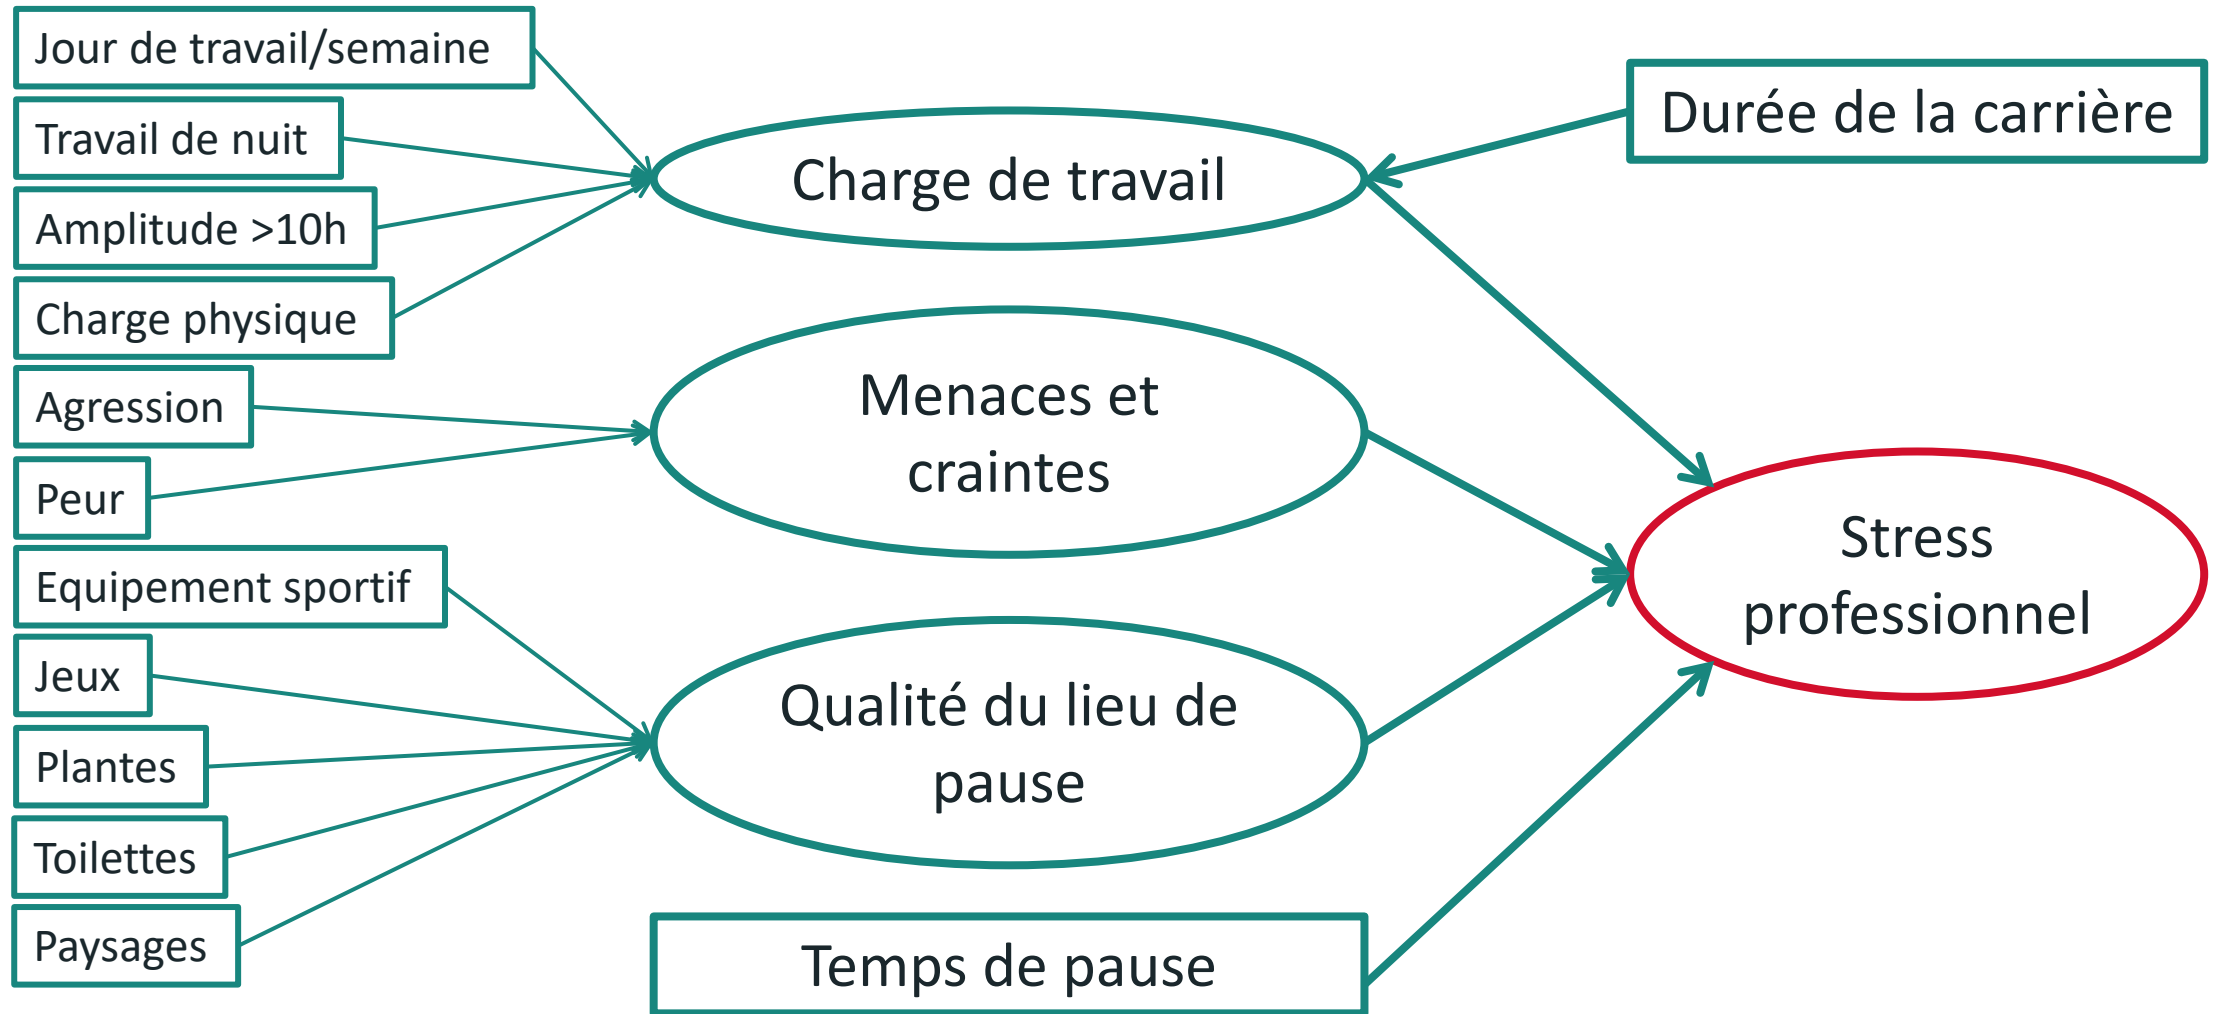 Jour de travail/semaine
Travail de nuit
Amplitude >10h
Charge physique
Agression
Peur
Equipement sportif
Jeux
Plantes
Toilettes
Paysages
Charge de travail
Menaces et
craintes
Qualité du lieu de
pause
Temps de pause
Durée de la carrière
Stress
professionnel